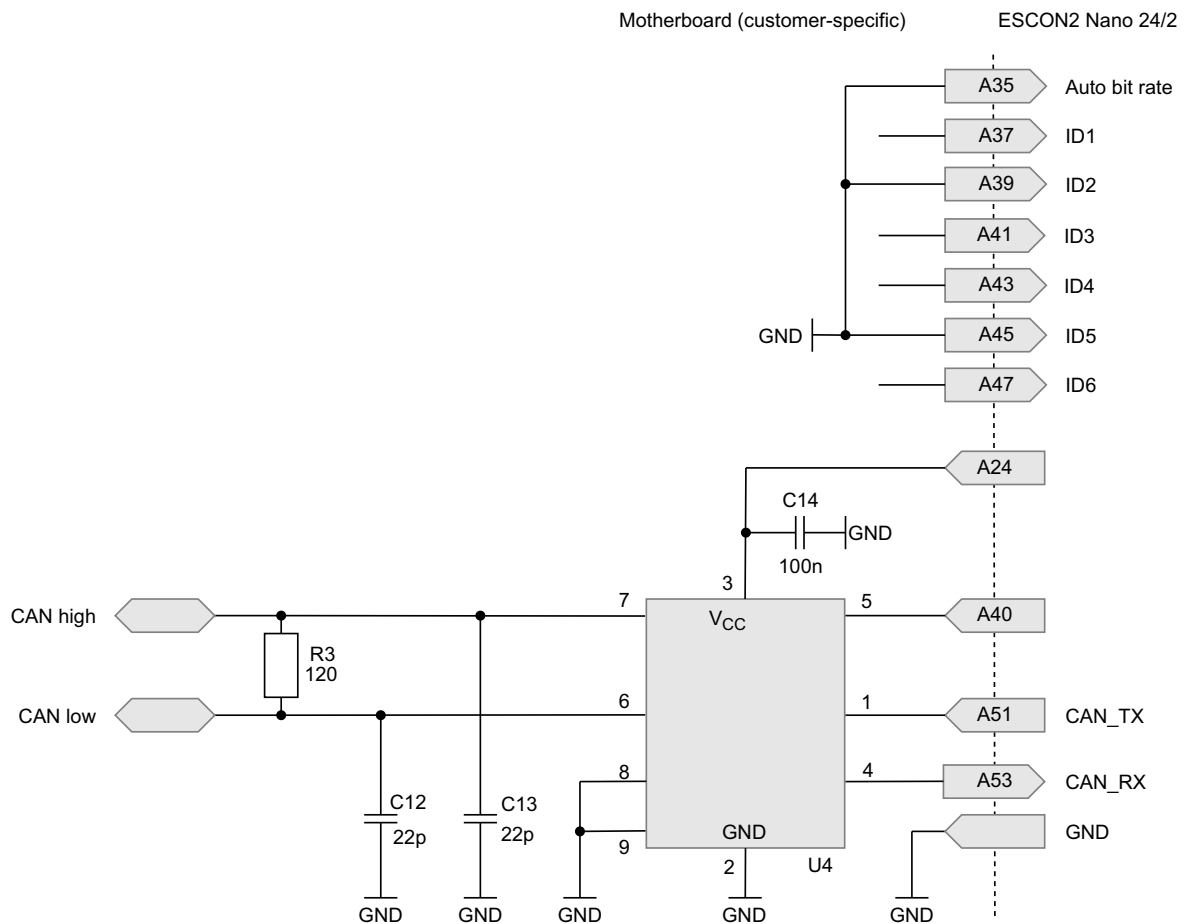 Motherboard (customer-specific) ESCON2 Nano 24/2
A35 Auto bit rate
A37 ID1
A39 ID2
A41 ID3
A43 ID4
GND A45 ID5
A47 ID6
A24
C14
GND
100n
3
CAN high 7 5 A40
VCC
R3
120
CAN low 6 1 A51 CAN_TX
8 4 A53 CAN_RX
C12 C13
22p 22p
GND GND
9 2 U4
GND GND GND GND GND